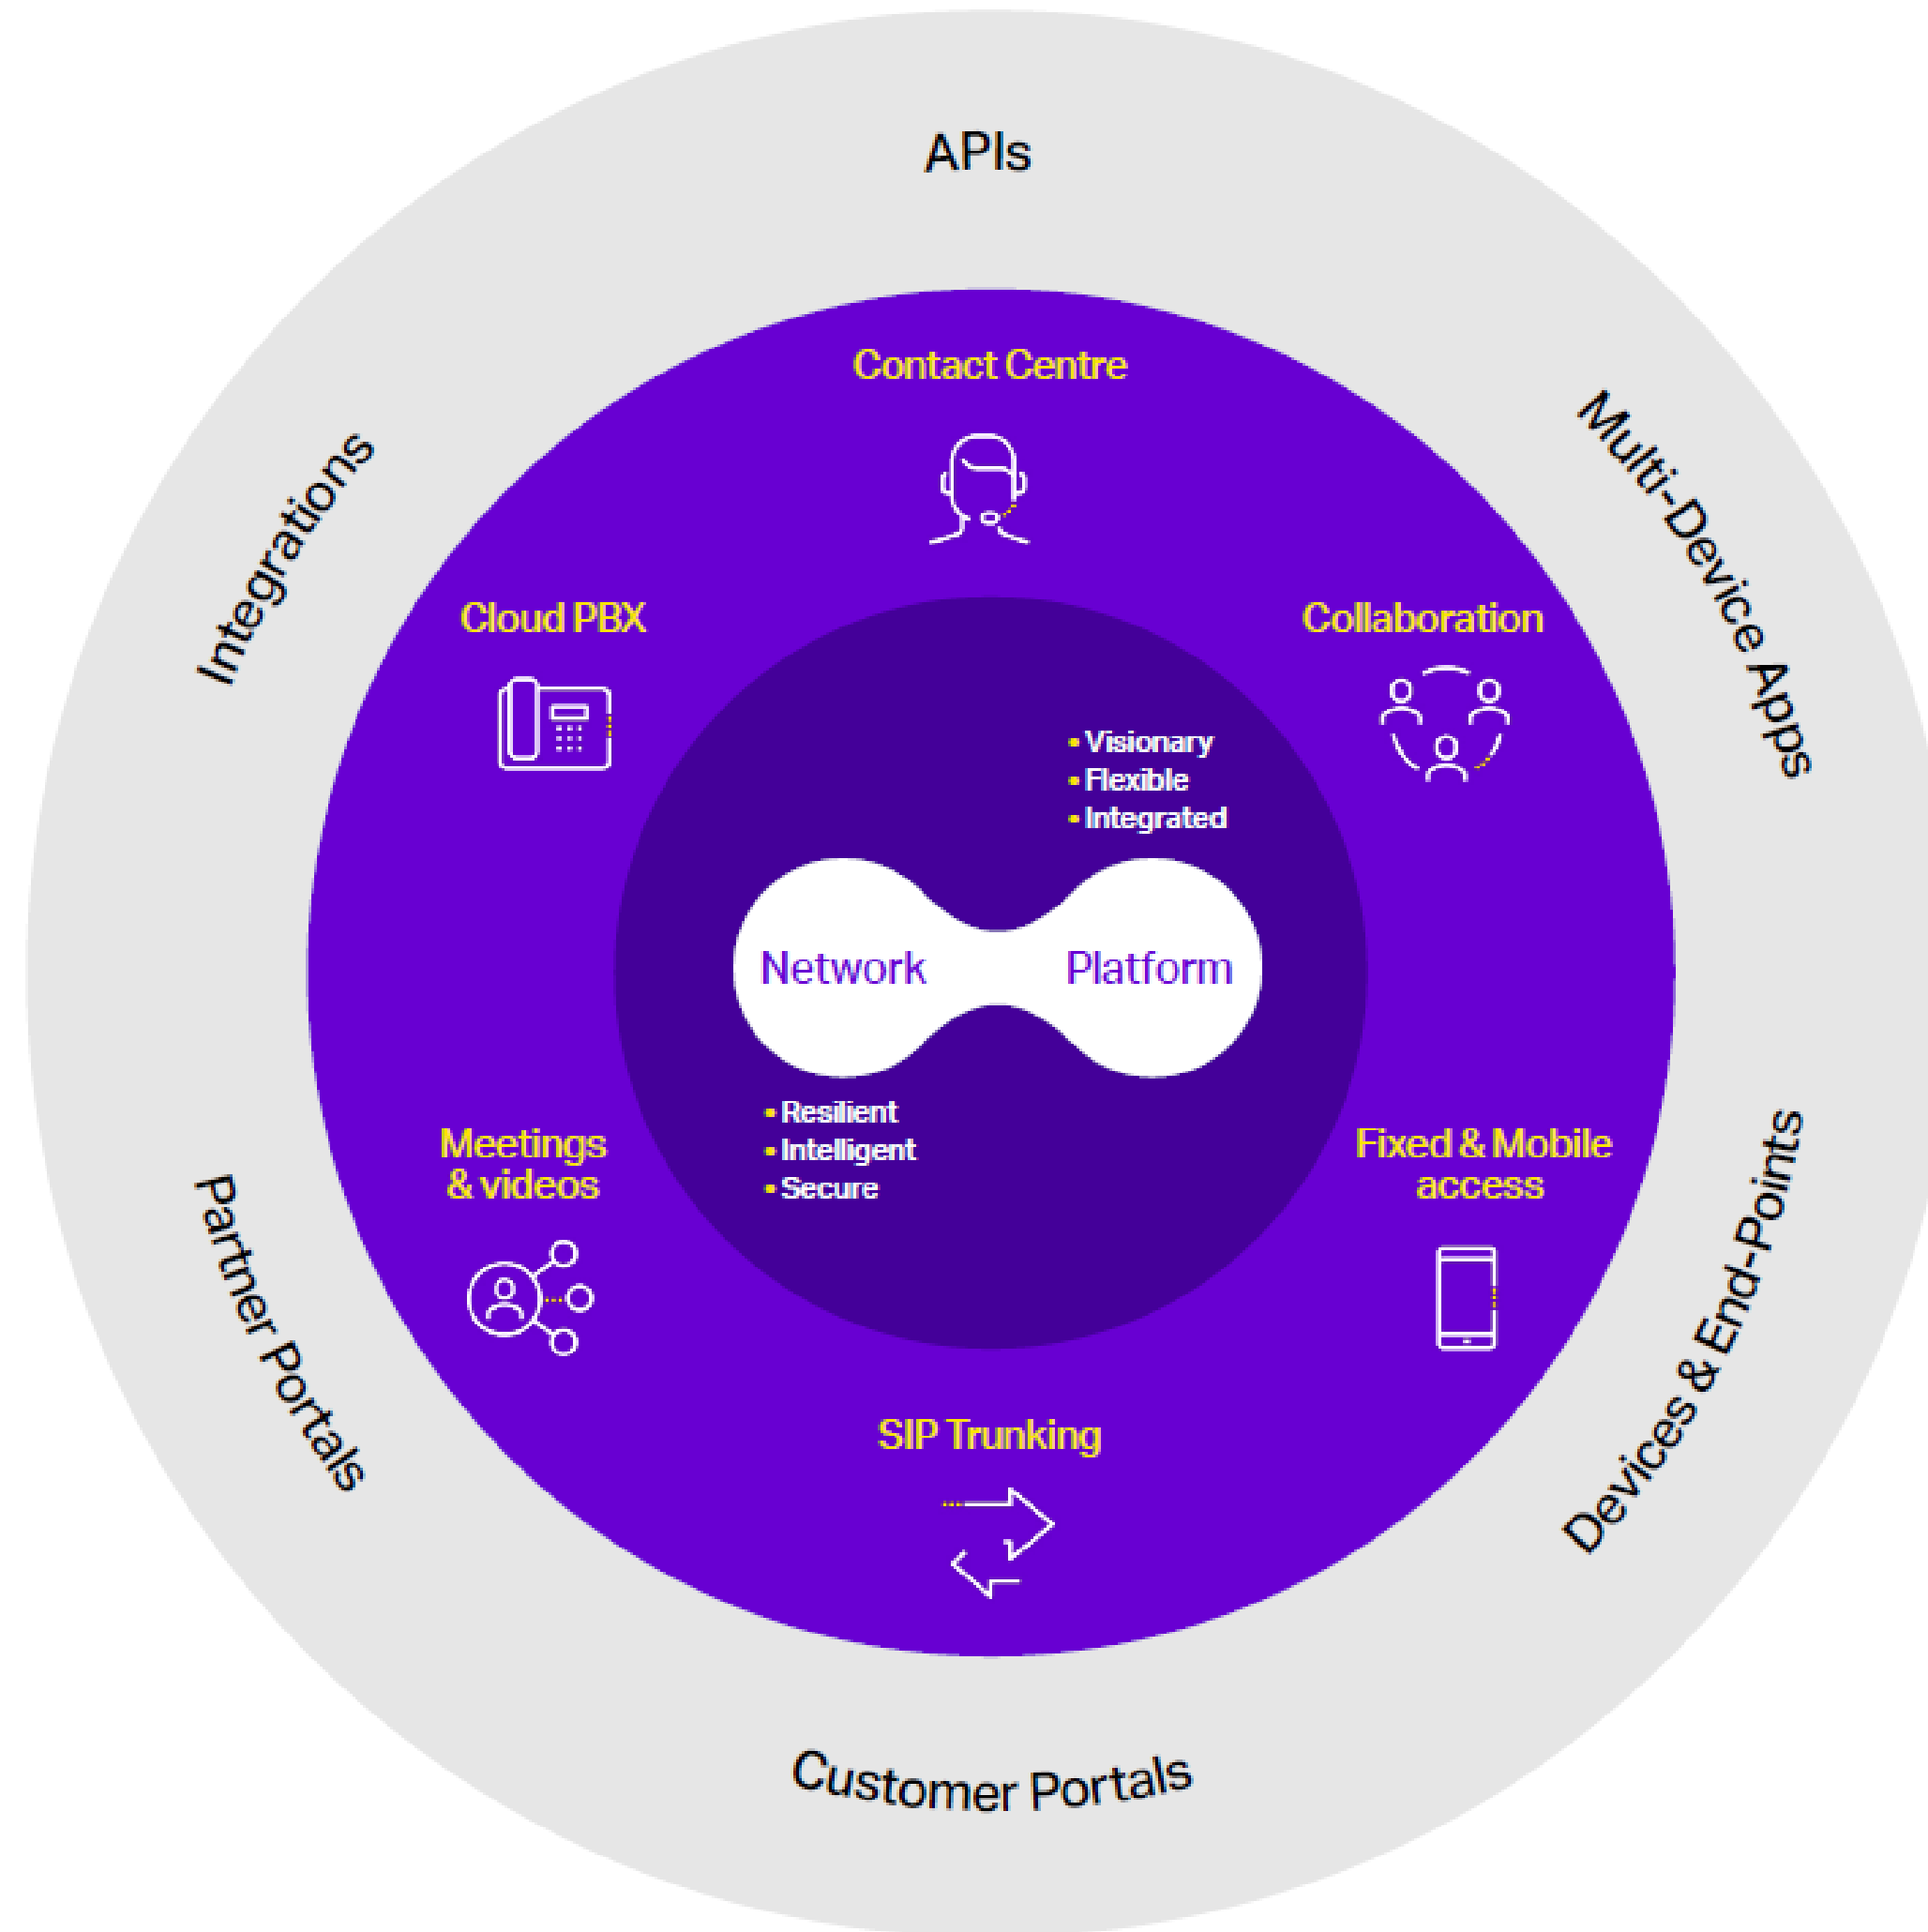 APIs
Multi-Device Apps
Devices & End-Points
Customer Portals
Partner Portals
Integrations
Contact Centre
Collaboration
Fixed & Mobile
access
SIP Trunking
Meetings
& videos
Cloud PBX
• Visionary
• Flexible
• Integrated
Network
Platform
• Resilient
• Intelligent
• Secure